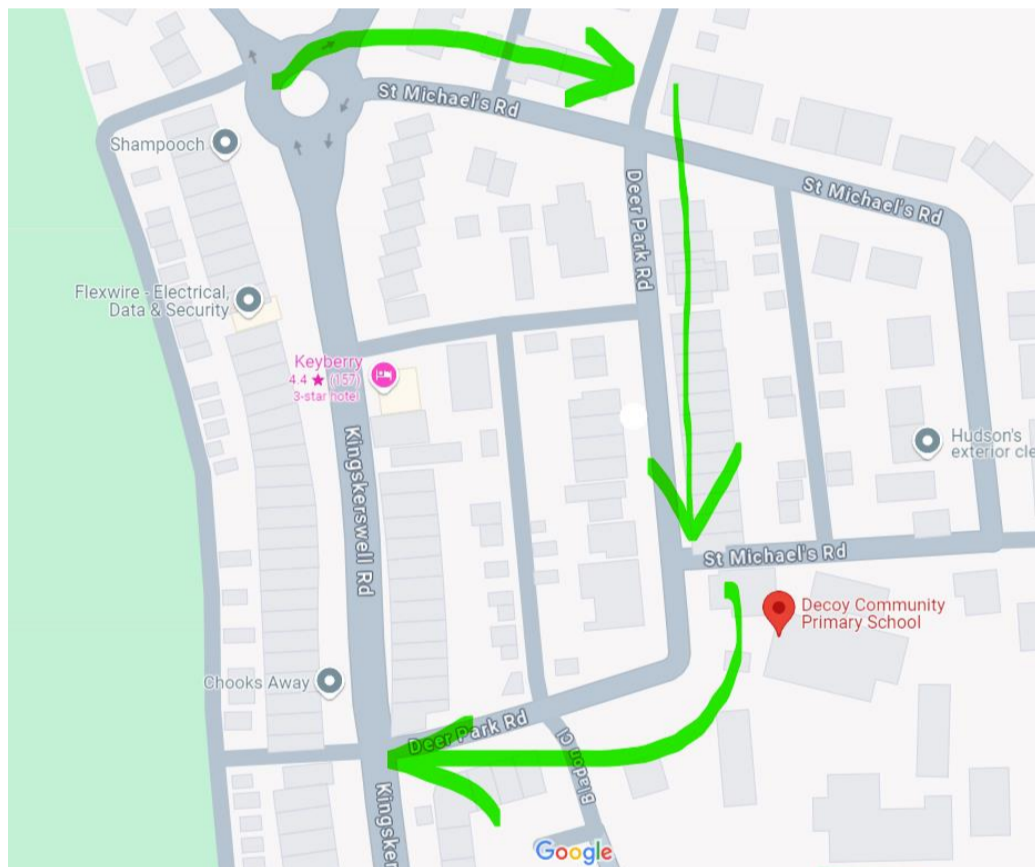 St Michael's Rd
Shampooch
St Michael's Rd
Deer Park Rd
Flexwire - Electrical,
Data & Security
Keyberry
4.4 ★ (157)
3-star hotel
Kingskerswell Rd
Hudson's
exterior cle
St Michael's Rd
Decoy Community
Primary School
Chooks Away
Deer Park Rd
Bladon Cl
Kingsker
Google